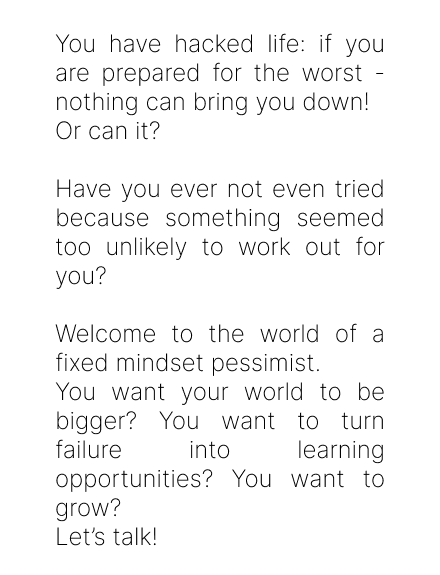 You have hacked life: if you
are prepared for the worst -
nothing can bring you down!
Or can it?
Have you ever not even tried
because something seemed
too unlikely to work out for
you?
Welcome to the world of a
fixed mindset pessimist.
You want your world to be
bigger? You want to turn
failure into learning
opportunities? You want to
grow?
Let’s talk!